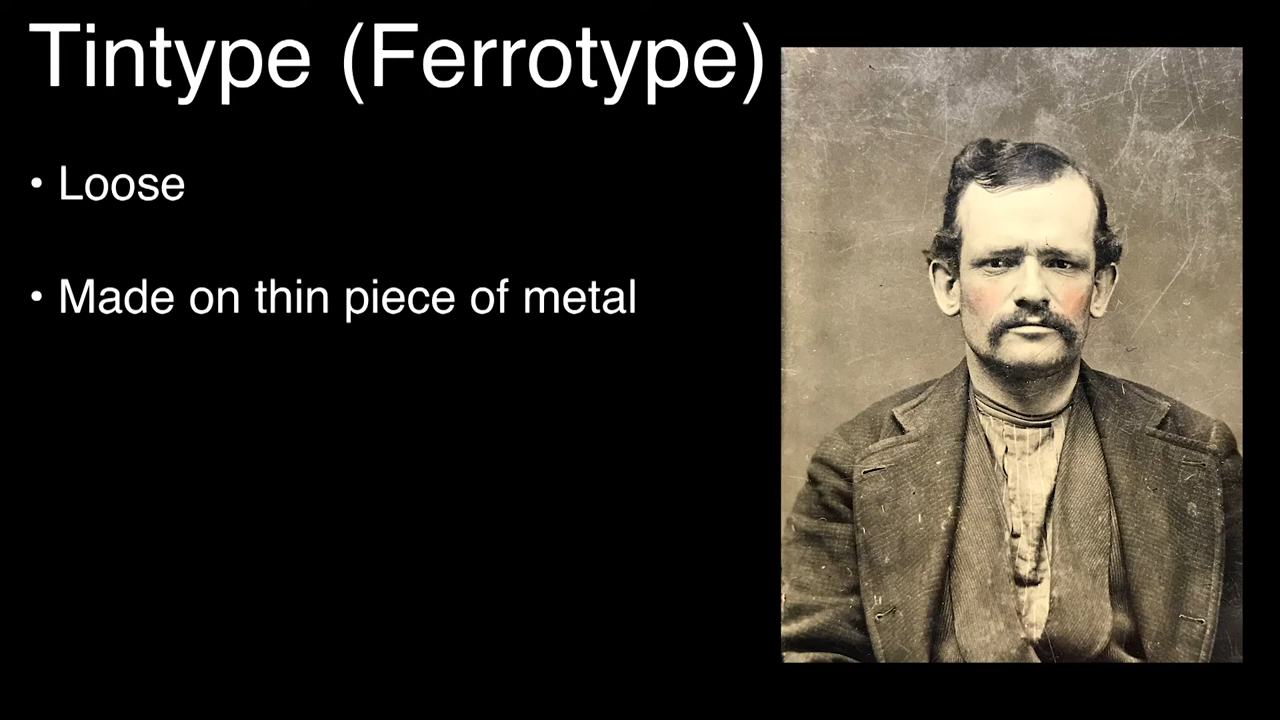 Tintype (Ferrotype)
• Loose
• Made on thin piece of metal